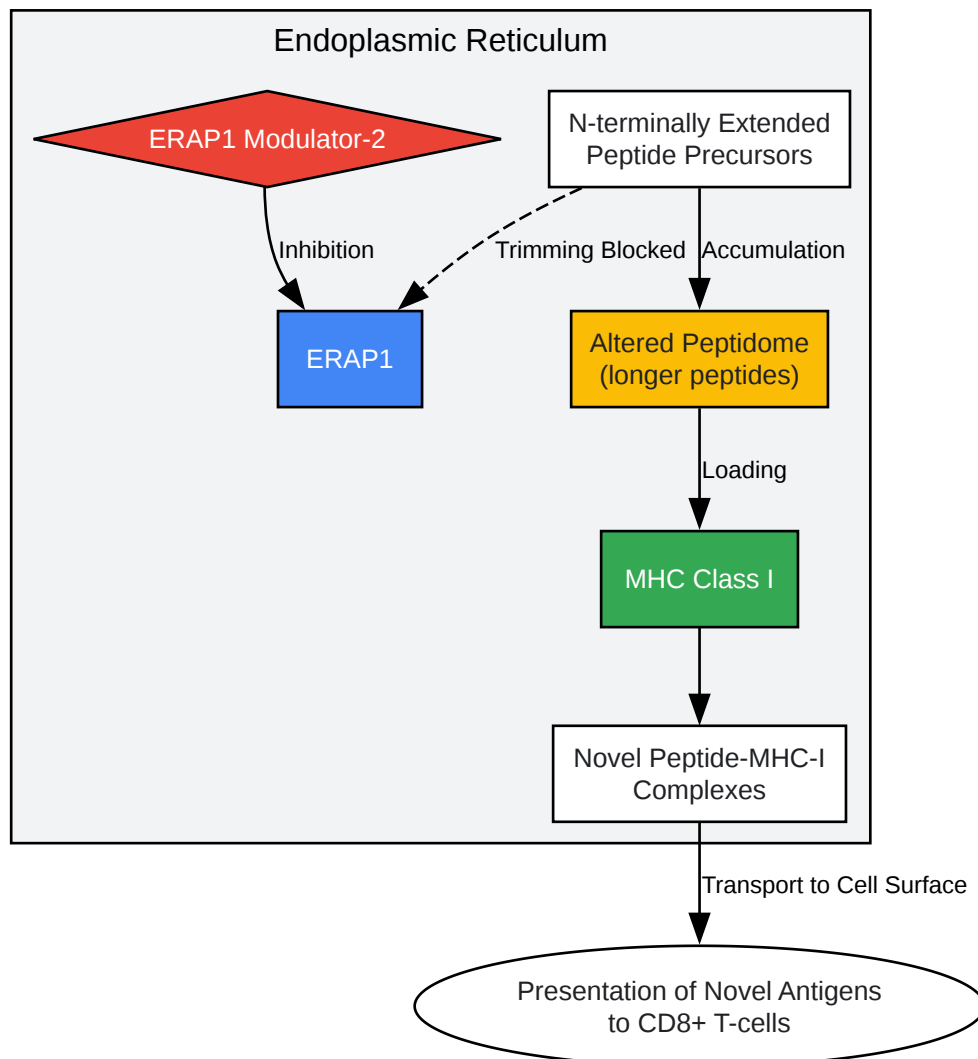 Endoplasmic Reticulum
ERAP1 Modulator-2
N-terminally Extended
Peptide Precursors
Inhibition
Trimming Blocked
Accumulation
ERAP1
Altered Peptidome
(longer peptides)
Loading
MHC Class I
Novel Peptide-MHC-I
Complexes
Transport to Cell Surface
Presentation of Novel Antigens
to CD8+ T-cells